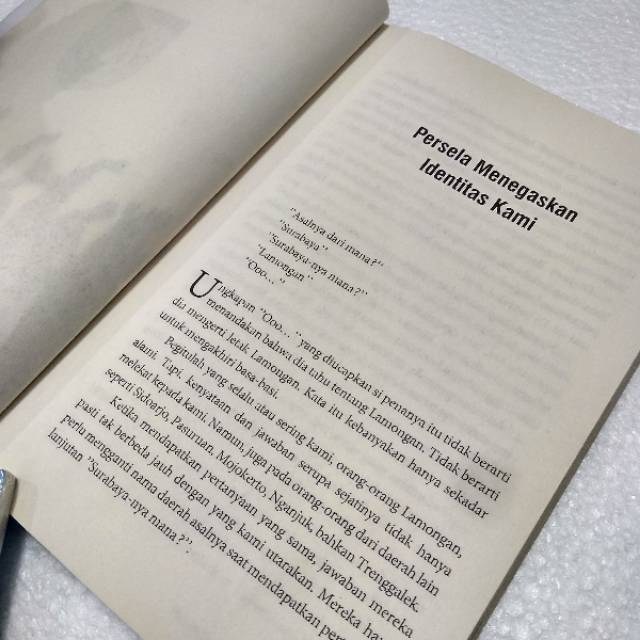 Persela Menegaskan
Identitas Kami
"Asalnya dari mana?"
"Surabaya"
"Surabaya-nya mana?"
"Lamongan"
"Ooo... "
Ungkapan "Ooo... " yang diucapkan si penanya itu tidak berarti
menandakan bahwa dia tahu tentang Lamongan. Tidak berarti
dia mengerti letak Lamongan. Kata itu kebanyakan hanya sekadar
untuk mengakhiri basa-basi.
Begitulah yang selalu atau sering kami, orang-orang Lamongan,
alami. Tapi, kenyataan dan jawaban serupa sejatinya tidak hanya
melekat kepada kami. Namun, juga pada orang-orang dari daerah lain
seperti Sidoarjo, Pasuruan, Mojokerto, Nganjuk, bahkan Trenggalek.
Ketika mendapatkan pertanyaan yang sama, jawaban mereka
pasti tak berbeda jauh dengan yang kami utarakan. Mereka
perlu mengganti nama daerah asalnya saat mendapatkan
lanjutan "Surabaya-nya mana?".